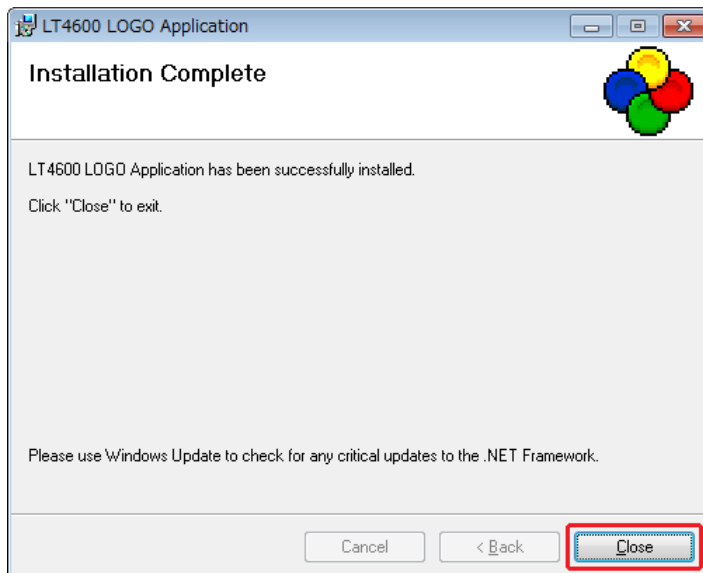 LT4600 LOGO Application
Installation Complete
LT4600 LOGO Application has been successfully installed.
Click "Close" to exit.
Please use Windows Update to check for any critical updates to the .NET Framework.
Cancel
< Back
Close